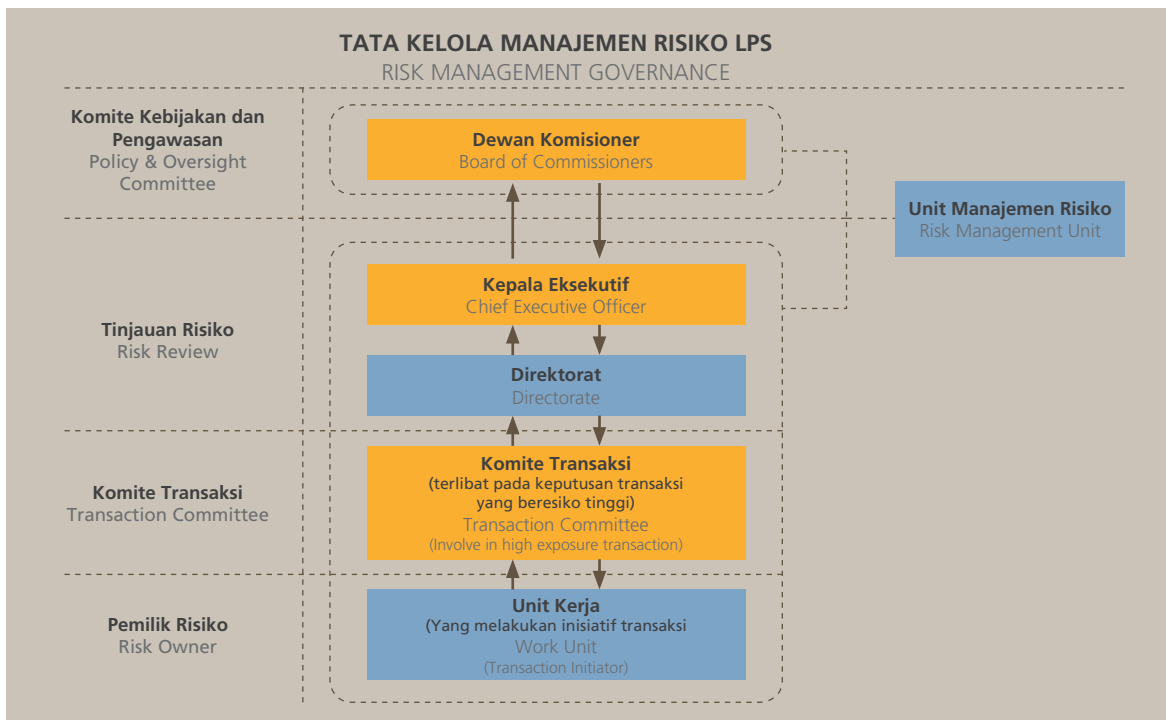 TATA KELOLA MANAJEMEN RISIKO LPS
RISK MANAGEMENT GOVERNANCE
Komite Kebijakan dan
Pengawasan
Policy & Oversight
Committee
Dewan Komisioner
Board of Commissioners
Unit Manajemen Risiko
Risk Management Unit
Tinjauan Risiko
Risk Review
Kepala Eksekutif
Chief Executive Officer
Direktorat
Directorate
Komite Transaksi
Transaction Committee
Komite Transaksi
(terlibat pada keputusan transaksi
yang beresiko tinggi)
Transaction Committee
(Involve in high exposure transaction)
Pemilik Risiko
Risk Owner
Unit Kerja
(Yang melakukan inisiatif transaksi
Work Unit
(Transaction Initiator)